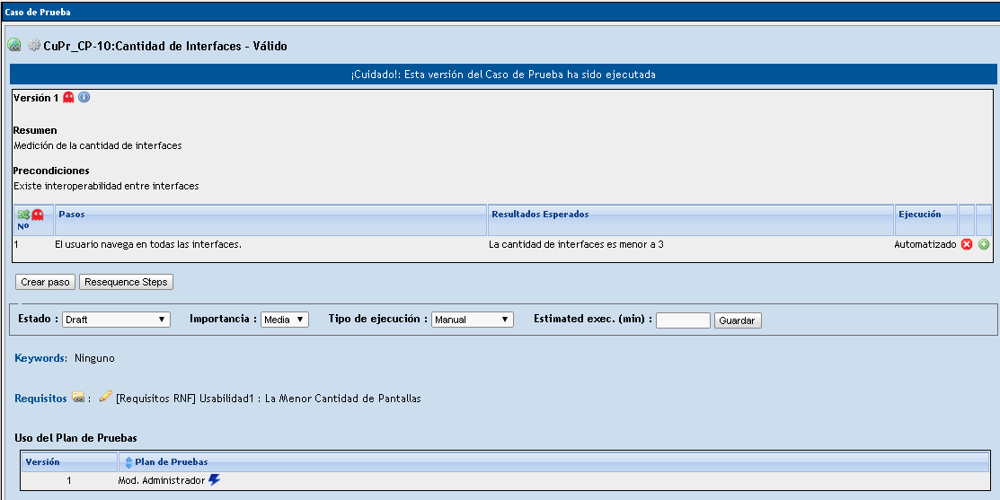 Caso de Prueba
CuPr_CP-10:Cantidad de Interfaces - Válido
¡Cuidado!: Esta versión del Caso de Prueba ha sido ejecutada
Versión 1
Resumen
Medición de la cantidad de interfaces
Precondiciones
Existe interoperabilidad entre interfaces
Nº Pasos Resultados Esperados Ejecución
1 El usuario navega en todas las interfaces. La cantidad de interfaces es menor a 3 Automatizado
Crear paso Resequence Steps
Estado : Draft Importancia : Media Tipo de ejecución : Manual Estimated exec. (min) : Guardar
Keywords: Ninguno
Requisitos : [Requisitos RNF] Usabilidad1 : La Menor Cantidad de Pantallas
Uso del Plan de Pruebas
Versión Plan de Pruebas
1 Mod. Administrador